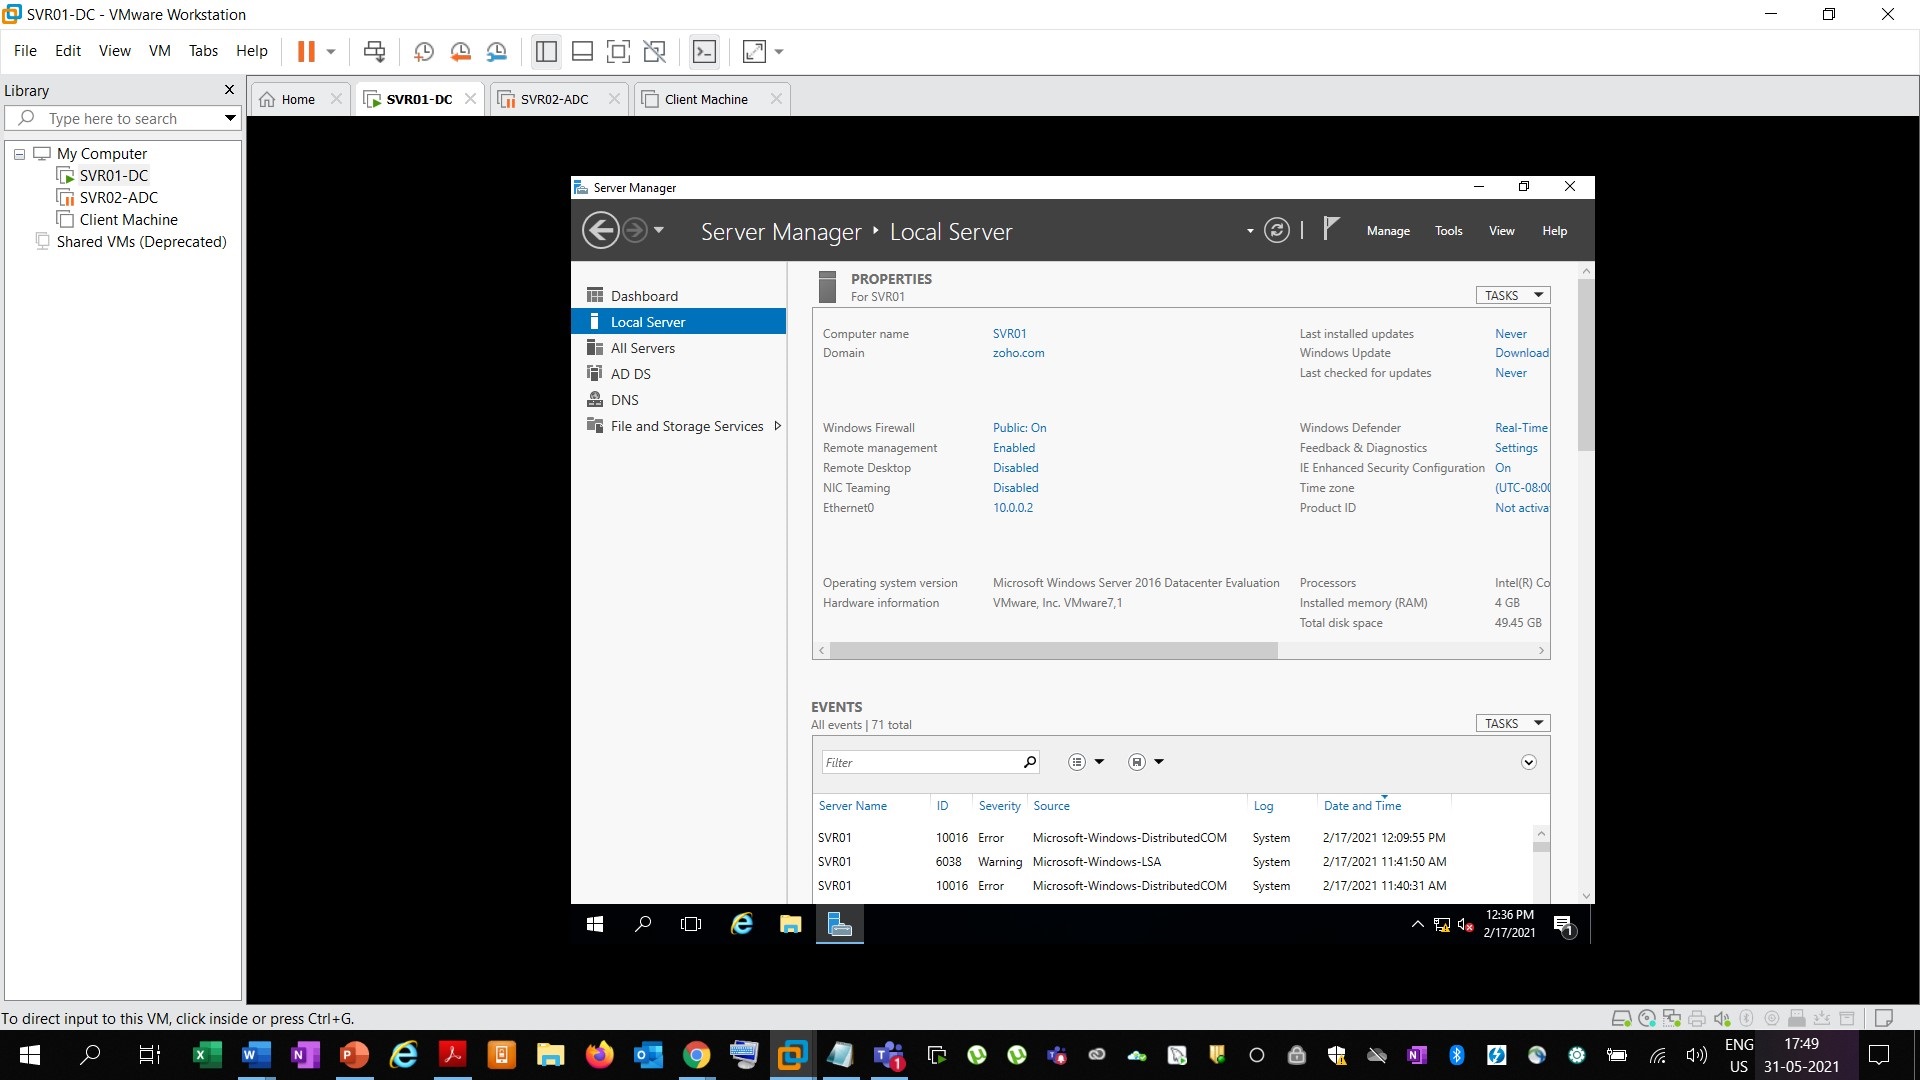 SVR01-DC - VMware Workstation
File Edit View VM Tabs Help
Library
Type here to search
My Computer
SVR01-DC
SVR02-ADC
Client Machine
Shared VMs (Deprecated)
Home
SVR01-DC
SVR02-ADC
Client Machine
Server Manager
Server Manager Local Server
Manage Tools View Help
Dashboard
Local Server
All Servers
AD DS
DNS
File and Storage Services
PROPERTIES
For SVR01
TASKS
Computer name SVR01
Domain zoho.com
Last installed updates Never
Windows Update Download
Last checked for updates Never
Windows Firewall Public: On
Remote management Enabled
Remote Desktop Disabled
NIC Teaming Disabled
Ethernet0 10.0.0.2
Windows Defender Real-Time
Feedback & Diagnostics Settings
IE Enhanced Security Configuration On
Time zone (UTC-08:00
Product ID Not activa
Operating system version Microsoft Windows Server 2016 Datacenter Evaluation
Hardware information VMware, Inc. VMware7,1
Processors Intel(R) Co
Installed memory (RAM) 4 GB
Total disk space 49.45 GB
EVENTS
All events | 71 total
TASKS
Filter
Server Name ID Severity Source Log Date and Time
SVR01 10016 Error Microsoft-Windows-DistributedCOM System 2/17/2021 12:09:55 PM
SVR01 6038 Warning Microsoft-Windows-LSA System 2/17/2021 11:41:50 AM
SVR01 10016 Error Microsoft-Windows-DistributedCOM System 2/17/2021 11:40:31 AM
12:36 PM
2/17/2021
1
To direct input to this VM, click inside or press Ctrl+G.
ENG
US
17:49
31-05-2021